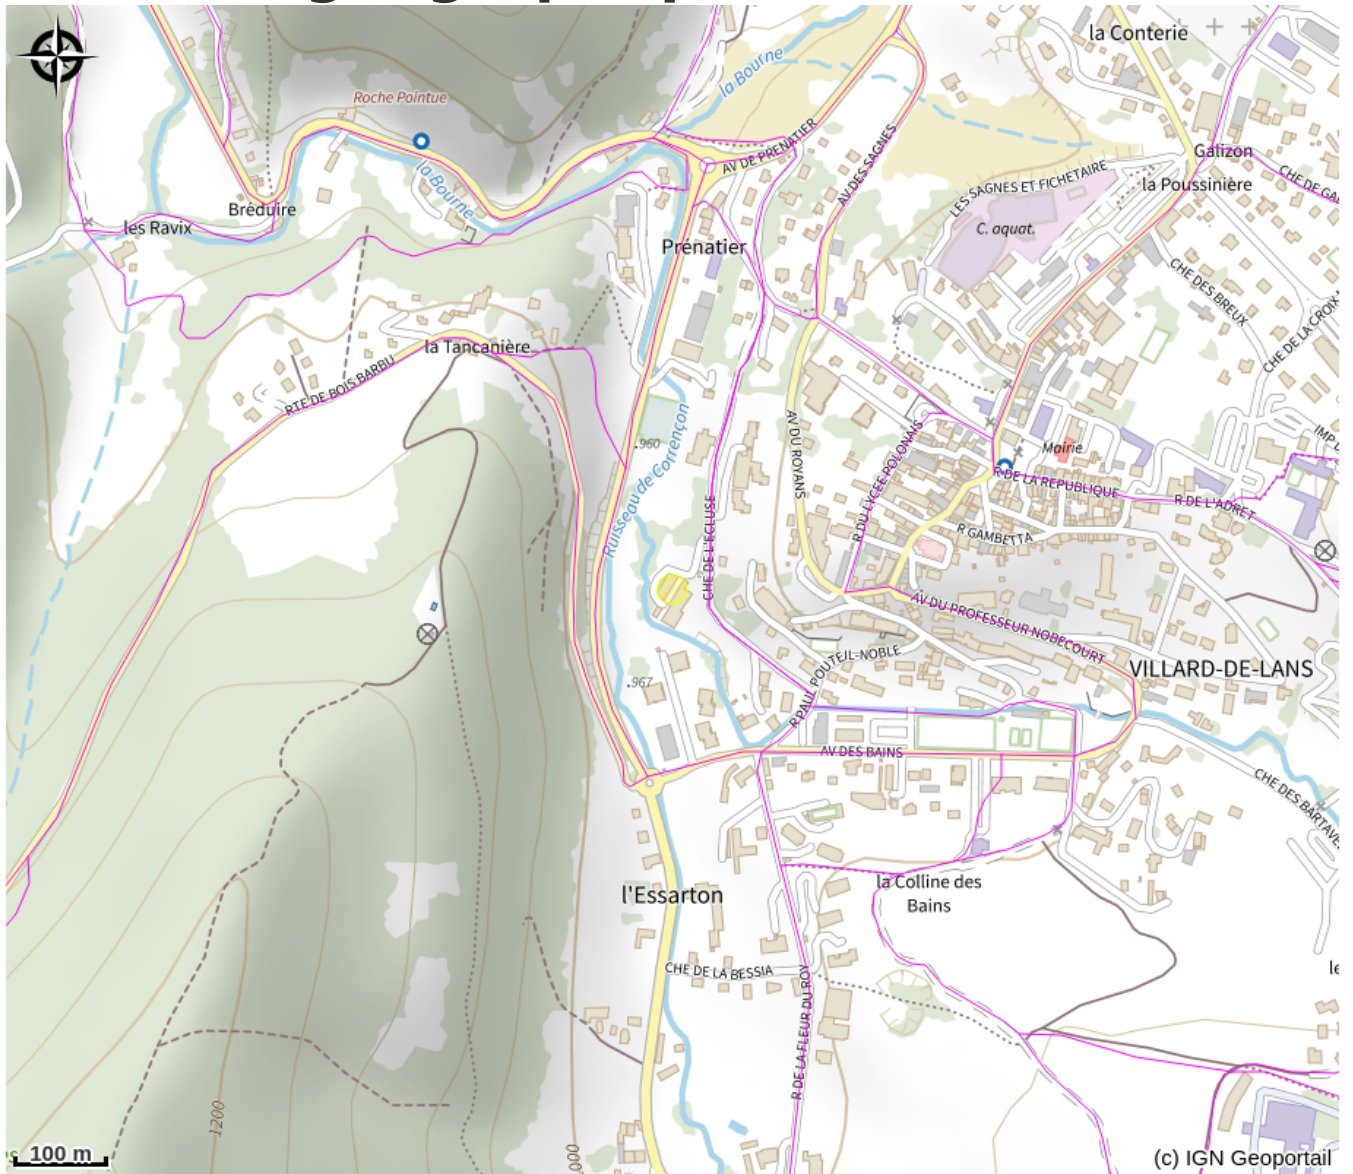 la Conterie
la Bourne
Roche Pointue
AV DE PRENATIER
Galizon
la Poussinière
LES SAGNES ET FICHETAIRE
AV DES SAGNES
la Bourne
Bréduire
les Ravix
Prénatier
C. aquat.
CHE DES BREUX
CHE DE LA CROIX
la Tancanière
RTE DE BOIS BARBU
AV DU ROYANS
R DU LYCEE POLONAIS
Mairie
.960
R DE LA REPUBLIQUE
R DE L'ADRET
Ruisseau de Corrençon
CHE DE L'ECLUSE
R GAMBETTA
AV DU PROFESSEUR NOBECOURT
R PAUL POUTEIL-NOBLE
VILLARD-DE-LANS
.967
AV DES BAINS
CHE DES BARTAVE
l'Essarton
la Colline des
Bains
CHE DE LA BESSIA
R DE LA FLEUR DU ROY
1200
100 m
(c) IGN Geoportail